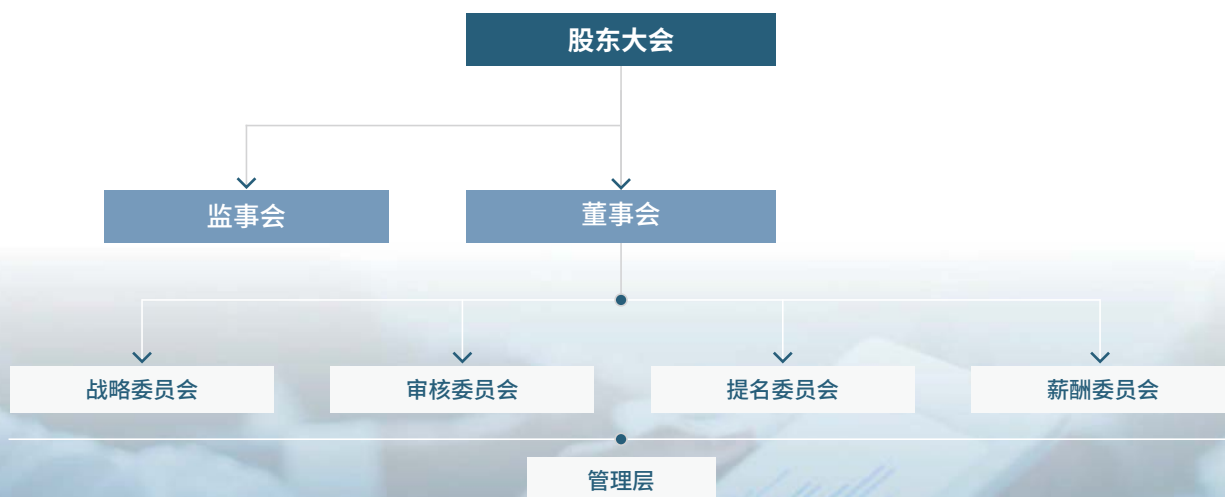 股东大会
监事会
董事会
战略委员会
审核委员会
提名委员会
薪酬委员会
管理层